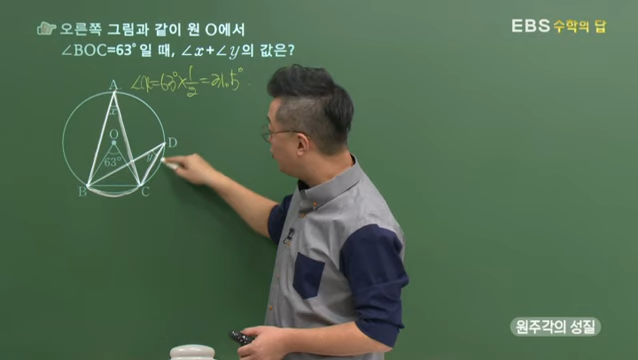 오른쪽 그림과 같이 원 O에서
∠BOC=63°일 때, ∠x+∠y의 값은?
EBS 수학의 답
∠x=63°×1/2=31.5°.
A
x
O
D
63°
y
B
C
원주각의 성질